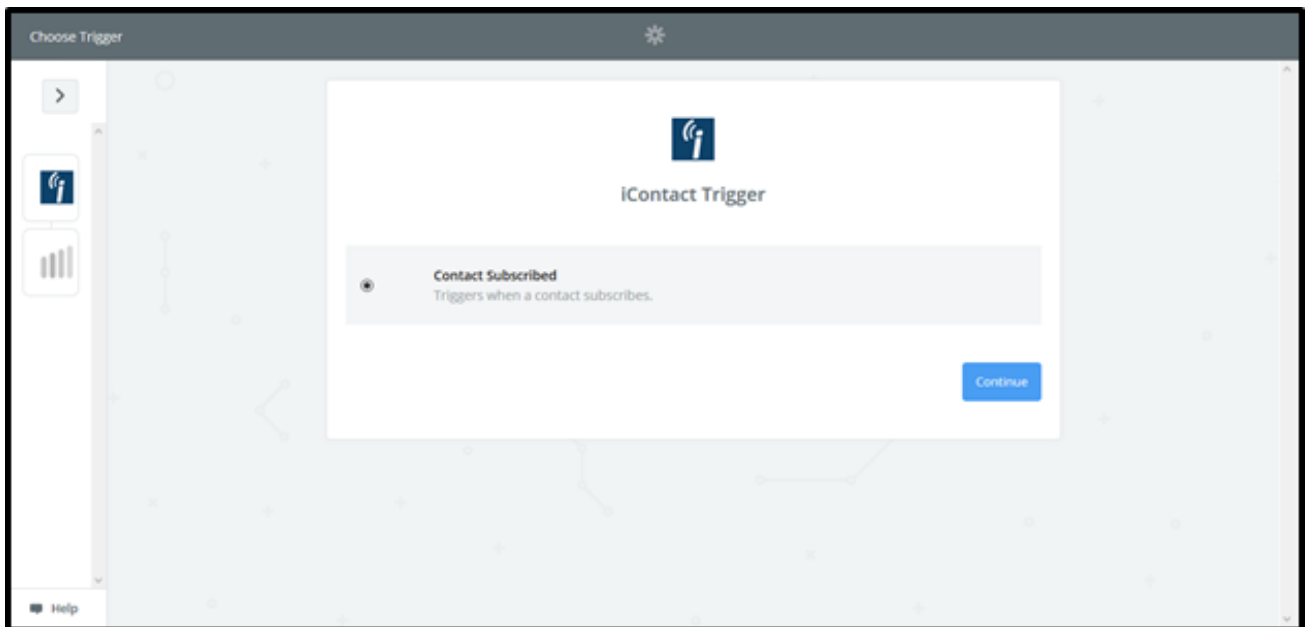 Choose Trigger
iContact Trigger
Contact Subscribed
Triggers when a contact subscribes.
Continue
Help